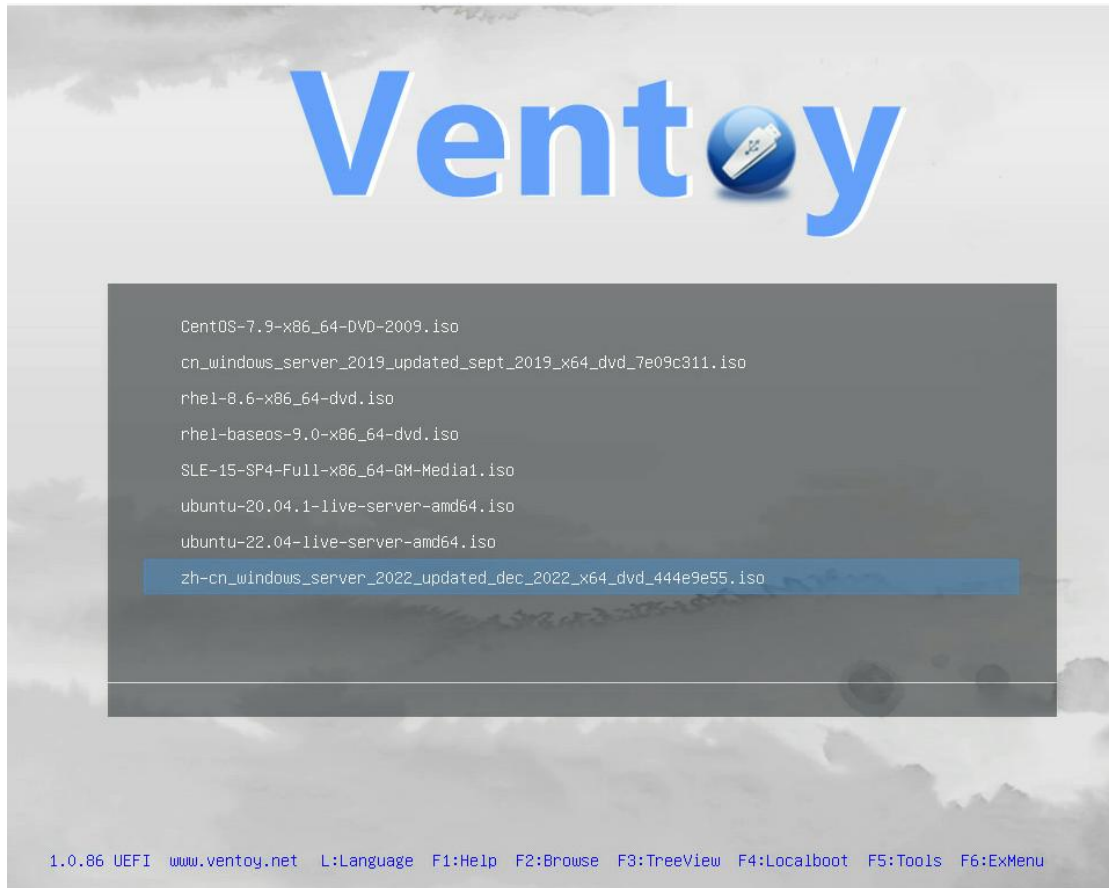 Ventoy
CentOS-7.9-x86_64-DVD-2009.iso
cn_windows_server_2019_updated_sept_2019_x64_dvd_7e09c311.iso
rhel-8.6-x86_64-dvd.iso
rhel-baseos-9.0-x86_64-dvd.iso
SLE-15-SP4-Full-x86_64-GM-Media1.iso
ubuntu-20.04.1-live-server-amd64.iso
ubuntu-22.04-live-server-amd64.iso
zh-cn_windows_server_2022_updated_dec_2022_x64_dvd_444e9e55.iso
1.0.86 UEFI www.ventoy.net L:Language F1:Help F2:Browse F3:TreeView F4:Localboot F5:Tools F6:ExMenu